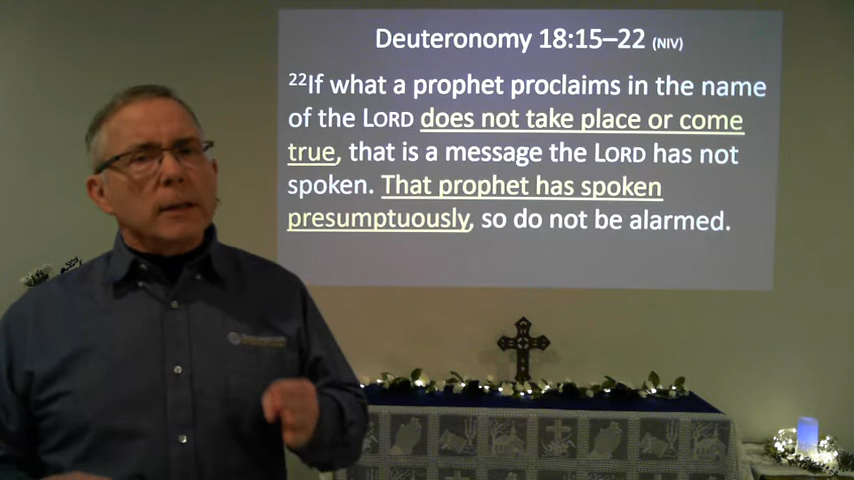 Deuteronomy 18:15–22 (NIV)
22If what a prophet proclaims in the name
of the LORD does not take place or come
true, that is a message the LORD has not
spoken. That prophet has spoken
presumptuously, so do not be alarmed.